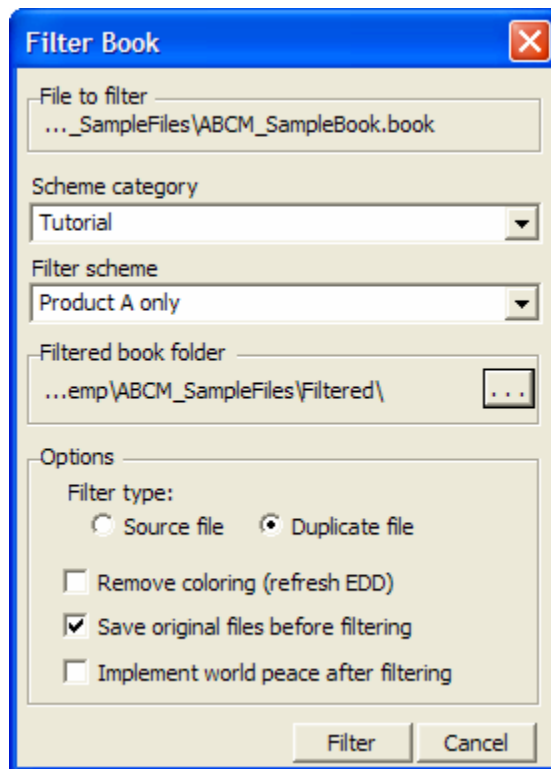 Filter Book
File to filter
..._SampleFiles\ABCM_SampleBook.book
Scheme category
Tutorial
Filter scheme
Product A only
Filtered book folder
...emp\ABCM_SampleFiles\Filtered\
...
Options
Filter type:
Source file Duplicate file
Remove coloring (refresh EDD)
Save original files before filtering
Implement world peace after filtering
Filter Cancel